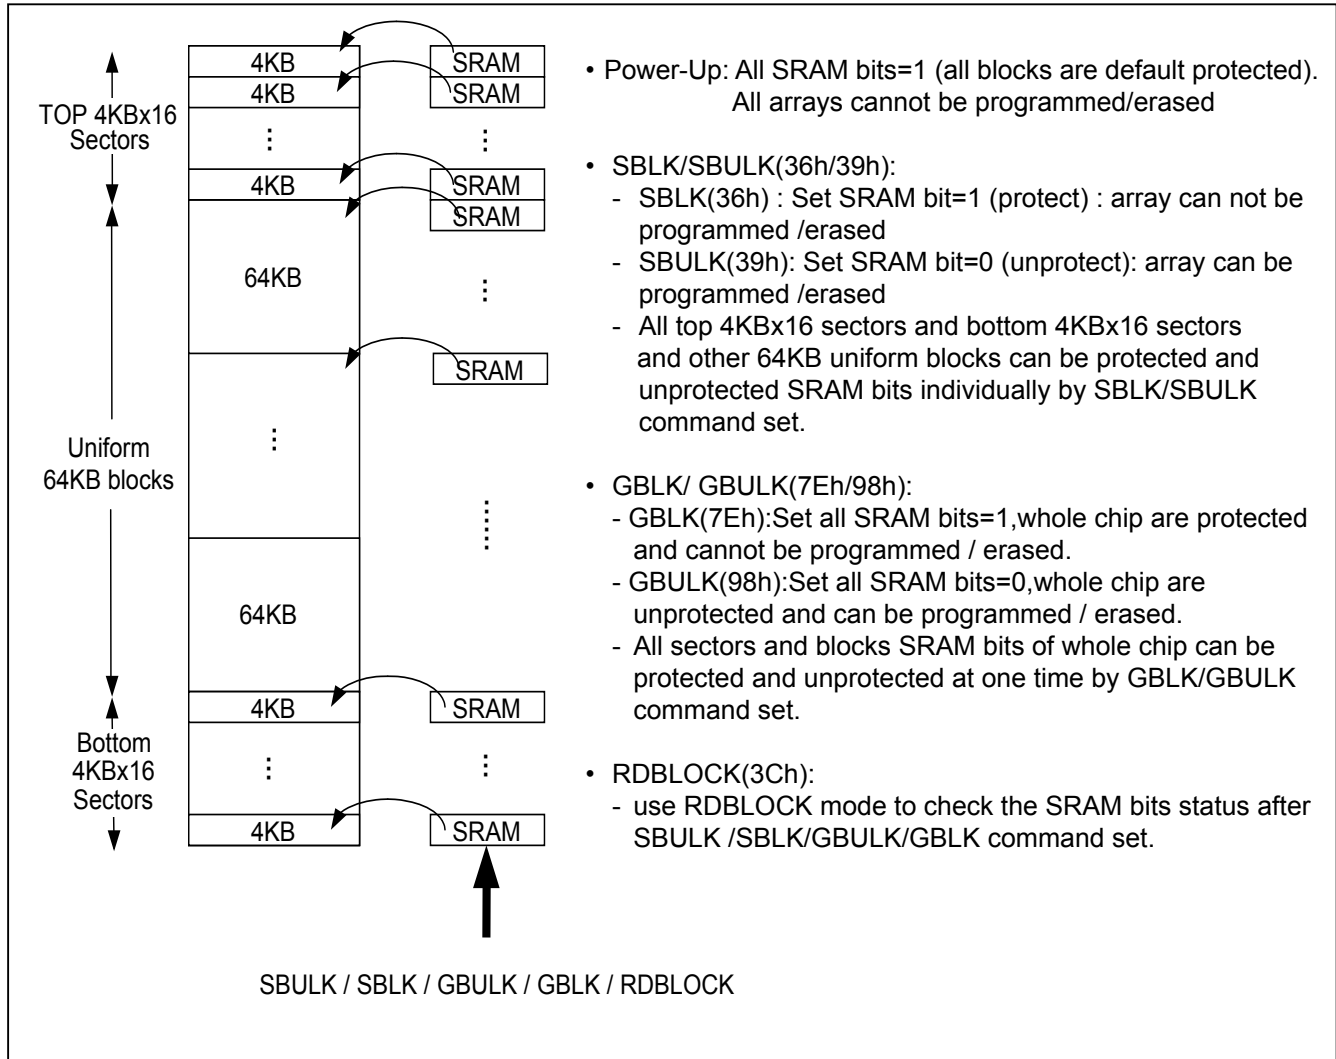 4KB
SRAM
4KB
SRAM
TOP 4KBx16
Sectors
⋮
⋮
4KB
SRAM
SRAM
64KB
⋮
SRAM
Uniform
64KB blocks
⋮
⋮
64KB
4KB
SRAM
Bottom
4KBx16
Sectors
⋮
⋮
4KB
SRAM
SBULK / SBLK / GBULK / GBLK / RDBLOCK
• Power-Up: All SRAM bits=1 (all blocks are default protected).
All arrays cannot be programmed/erased
• SBLK/SBULK(36h/39h):
- SBLK(36h) : Set SRAM bit=1 (protect) : array can not be
programmed /erased
- SBULK(39h): Set SRAM bit=0 (unprotect): array can be
programmed /erased
- All top 4KBx16 sectors and bottom 4KBx16 sectors
and other 64KB uniform blocks can be protected and
unprotected SRAM bits individually by SBLK/SBULK
command set.
• GBLK/ GBULK(7Eh/98h):
- GBLK(7Eh):Set all SRAM bits=1,whole chip are protected
and cannot be programmed / erased.
- GBULK(98h):Set all SRAM bits=0,whole chip are
unprotected and can be programmed / erased.
- All sectors and blocks SRAM bits of whole chip can be
protected and unprotected at one time by GBLK/GBULK
command set.
• RDBLOCK(3Ch):
- use RDBLOCK mode to check the SRAM bits status after
SBULK /SBLK/GBULK/GBLK command set.